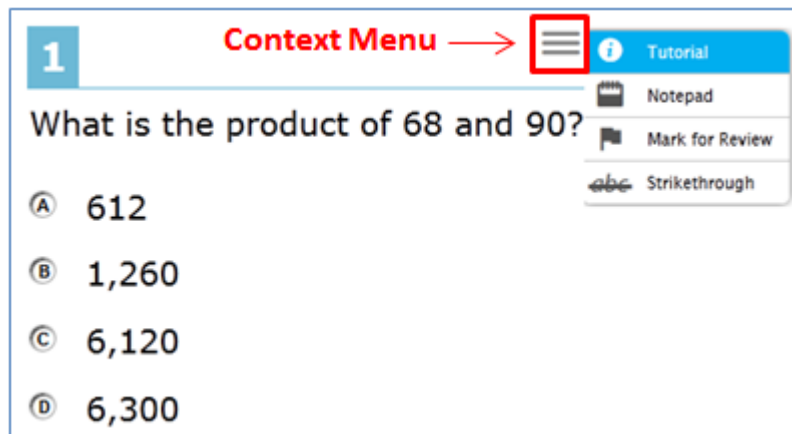 1
Context Menu
Tutorial
Notepad
Mark for Review
abc Strikethrough
What is the product of 68 and 90?
A 612
B 1,260
C 6,120
D 6,300